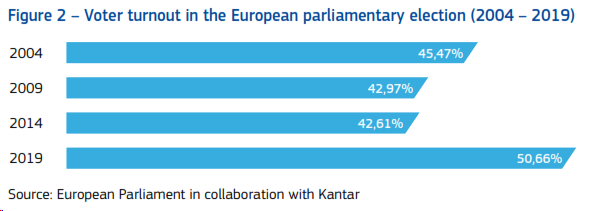 Figure 2 – Voter turnout in the European parliamentary election (2004 – 2019)
2004 45,47%
2009 42,97%
2014 42,61%
2019 50,66%
Source: European Parliament in collaboration with Kantar